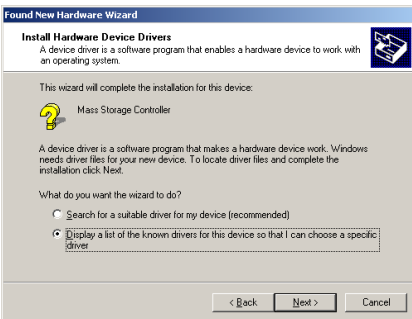 Found New Hardware Wizard
Install Hardware Device Drivers
A device driver is a software program that enables a hardware device to work with
an operating system.
This wizard will complete the installation for this device:
Mass Storage Controller
A device driver is a software program that makes a hardware device work. Windows
needs driver files for your new device. To locate driver files and complete the
installation click Next.
What do you want the wizard to do?
Search for a suitable driver for my device (recommended)
Display a list of the known drivers for this device so that I can choose a specific
driver
< Back Next > Cancel